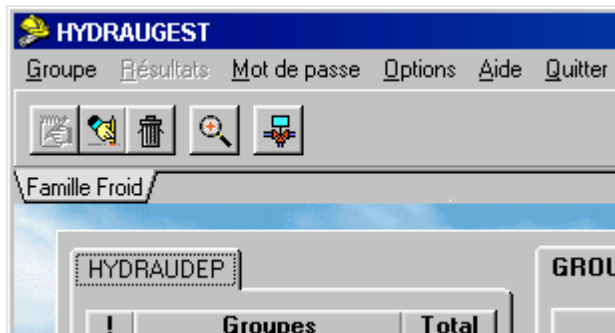 HYDRAUGEST
Groupe Résultats Mot de passe Options Aide Quitter
Famille Froid
HYDRAUDEP
GROU
! Groupes Total